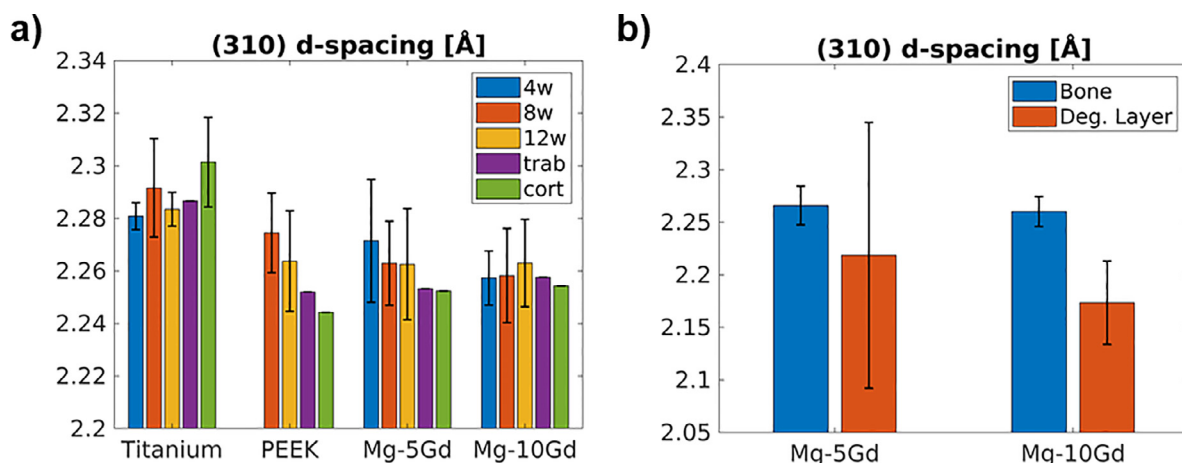 a)
(310) d-spacing [Å]
2.34
2.32
2.3
2.28
2.26
2.24
2.22
2.2
4w
8w
12w
trab
cort
Titanium PEEK Mg-5Gd Mg-10Gd
b)
(310) d-spacing [Å]
2.4
2.35
2.3
2.25
2.2
2.15
2.1
2.05
Bone
Deg. Layer
Mg-5Gd Mg-10Gd